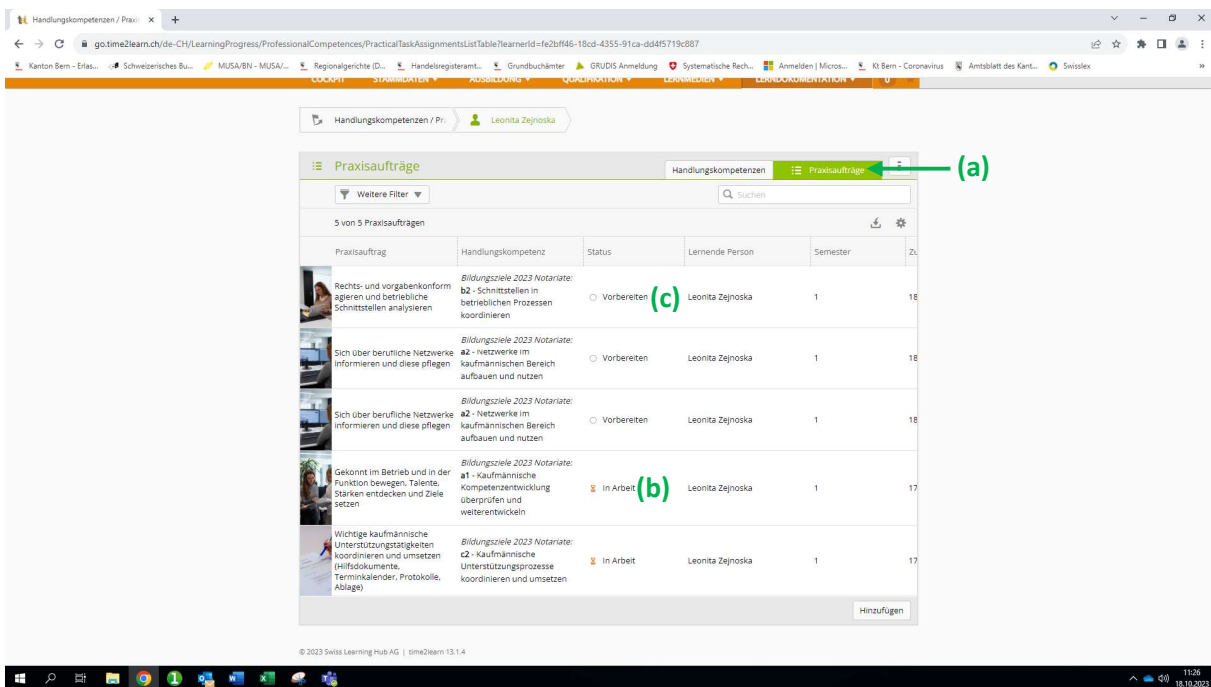 Handlungskompetenzen / Praxi
go.time2learn.ch/de-CH/LearningProgress/ProfessionalCompetences/PracticalTaskAssignmentsListTable?learnerId=fe2bff46-18cd-4355-91ca-dd4f5719c887
Kanton Bern - Erlas... Schweizerisches Bu... MUSA/BN - MUSA/... Regionalgerichte (D... Handelsregisteramt... Grundbuchämter GRUDIS Anmeldung Systematische Rech... Anmelden | Micros... Kt Bern - Coronavirus Amtsblatt des Kant... Swisslex »
COCKPIT STAMMDATEN AUSBILDUNG QUALIFIKATION LERNMEDIEN LERNDOKUMENTATION 0
Handlungskompetenzen / Pr Leonita Zejnoska
Praxisaufträge Handlungskompetenzen Praxisaufträge (a)
Weitere Filter Suchen
5 von 5 Praxisaufträgen
Praxisauftrag Handlungskompetenz Status Lernende Person Semester Zu
Rechts- und vorgabenkonform
agieren und betriebliche
Schnittstellen analysieren
Bildungsziele 2023 Notariate:
b2 - Schnittstellen in
betrieblichen Prozessen
koordinieren
Vorbereiten (c) Leonita Zejnoska 1 18
Sich über berufliche Netzwerke
informieren und diese pflegen
Bildungsziele 2023 Notariate:
a2 - Netzwerke im
kaufmännischen Bereich
aufbauen und nutzen
Vorbereiten Leonita Zejnoska 1 18
Sich über berufliche Netzwerke
informieren und diese pflegen
Bildungsziele 2023 Notariate:
a2 - Netzwerke im
kaufmännischen Bereich
aufbauen und nutzen
Vorbereiten Leonita Zejnoska 1 18
Gekonnt im Betrieb und in der
Funktion bewegen, Talente,
Stärken entdecken und Ziele
setzen
Bildungsziele 2023 Notariate:
a1 - Kaufmännische
Kompetenzentwicklung
überprüfen und
weiterentwickeln
In Arbeit (b) Leonita Zejnoska 1 17
Wichtige kaufmännische
Unterstützungstätigkeiten
koordinieren und umsetzen
(Hilfsdokumente,
Terminkalender, Protokolle,
Ablage)
Bildungsziele 2023 Notariate:
c2 - Kaufmännische
Unterstützungsprozesse
koordinieren und umsetzen
In Arbeit Leonita Zejnoska 1 17
Hinzufügen
© 2023 Swiss Learning Hub AG | time2learn 13.1.4
11:26
18.10.2023